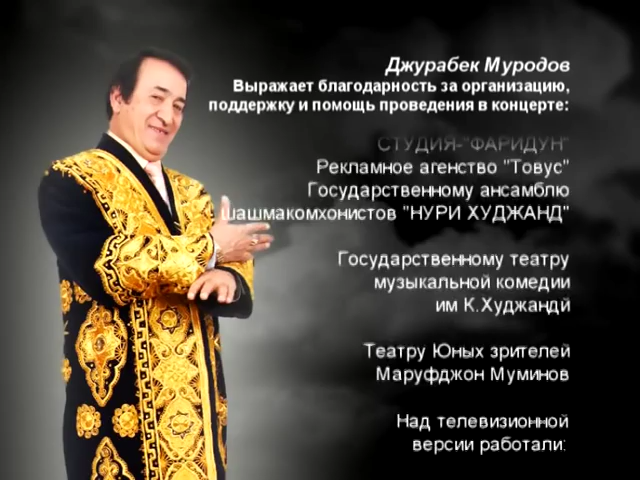 Джурабек Муродов
Выражает благодарность за организацию,
поддержку и помощь проведения в концерте:
СТУДИЯ-"ФАРИДУН"
Рекламное агенство "Товус"
Государственному ансамблю
шашмакомхонистов "НУРИ ХУДЖАНД"
Государственному театру
музыкальной комедии
им К.Худжандй
Театру Юных зрителей
Маруфджон Муминов
Над телевизионной
версии работали: